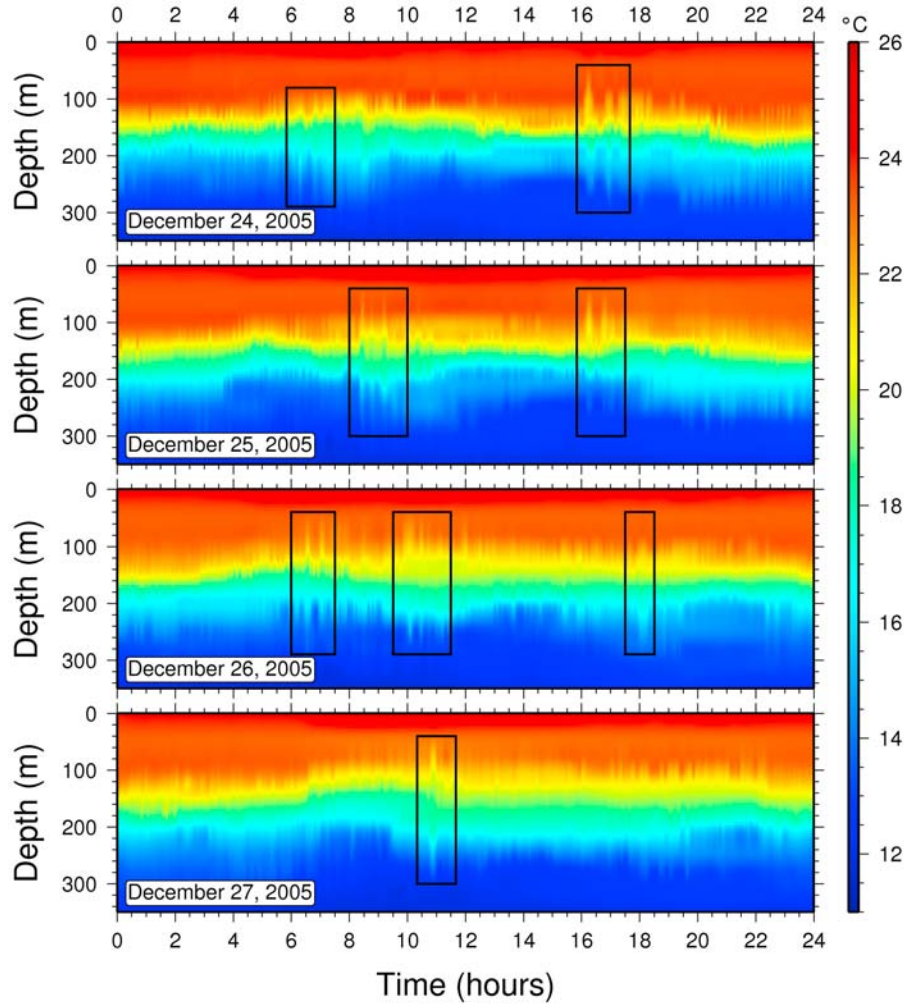 0 2 4 6 8 10 12 14 16 18 20 22 24
°C
0
100
200
300
Depth (m)
December 24, 2005
0
100
200
300
Depth (m)
December 25, 2005
0
100
200
300
Depth (m)
December 26, 2005
0
100
200
300
Depth (m)
December 27, 2005
0 2 4 6 8 10 12 14 16 18 20 22 24
Time (hours)
26
24
22
20
18
16
14
12